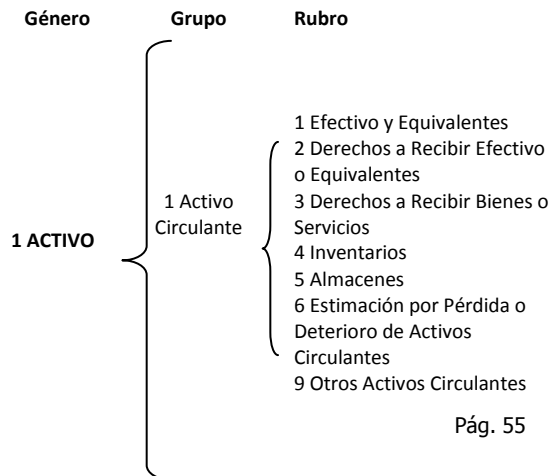 Género Grupo Rubro
1 Efectivo y Equivalentes
2 Derechos a Recibir Efectivo
o Equivalentes
3 Derechos a Recibir Bienes o
Servicios
4 Inventarios
5 Almacenes
6 Estimación por Pérdida o
Deterioro de Activos
Circulantes
9 Otros Activos Circulantes
1 Activo
Circulante
1 ACTIVO
Pág. 55